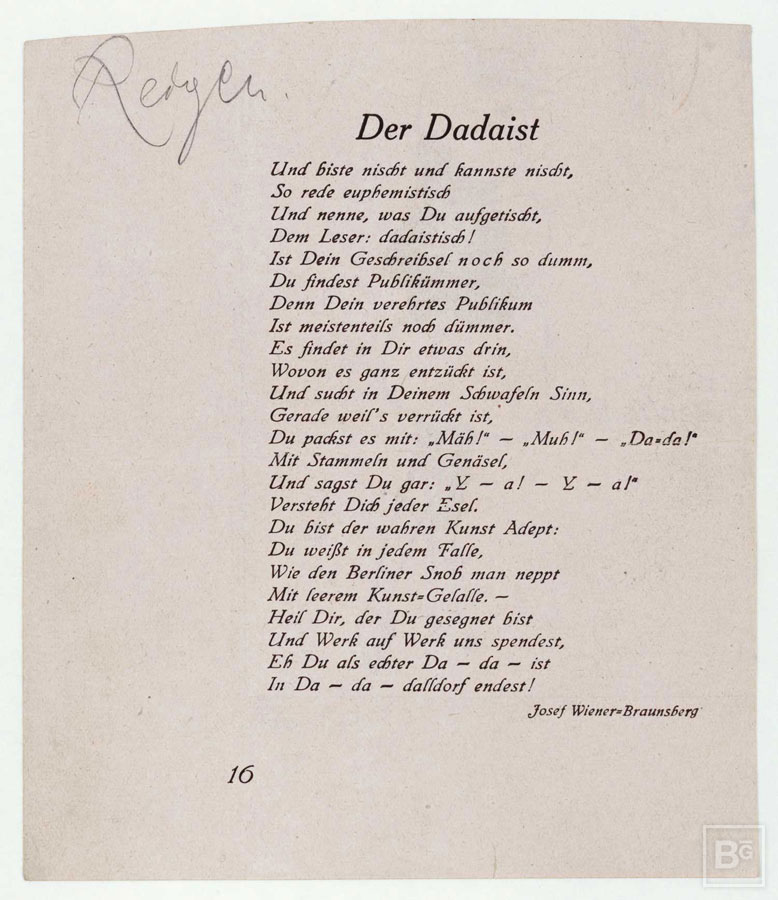 Der Dadaist
Und biste nischt und kannste nischt,
So rede euphemistisch
Und nenne, was Du aufgetischt,
Dem Leser: dadaistisch!
Ist Dein Geschreibsel noch so dumm,
Du findest Publikümmer,
Denn Dein verehrtes Publikum
Ist meistenteils noch dümmer.
Es findet in Dir etwas drin,
Wovon es ganz entzückt ist,
Und sucht in Deinem Schwafeln Sinn,
Gerade weil's verrückt ist,
Du packst es mit: „Mäh!“ — „Muh!“ — „Da=da!“
Mit Stammeln und Genäsel,
Und sagst Du gar: „Y — a! — Y — a!“
Versteht Dich jeder Esel.
Du bist der wahren Kunst Adept:
Du weißt in jedem Falle,
Wie den Berliner Snob man neppt
Mit leerem Kunst=Gelalle. —
Heil Dir, der Du gesegnet bist
Und Werk auf Werk uns spendest,
Eh Du als echter Da — da — ist
In Da — da — dalldorf endest!
Josef Wiener=Braunsberg
16
BG